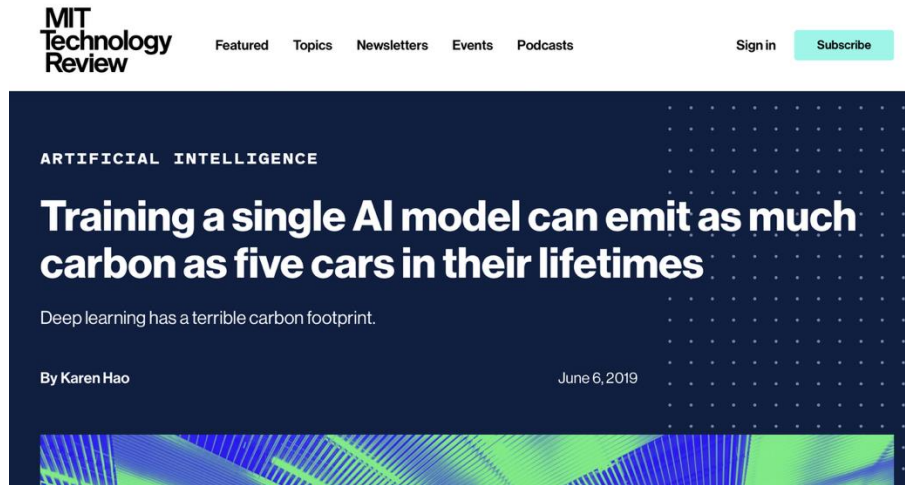 MIT
Technology
Review
Featured Topics Newsletters Events Podcasts Sign in Subscribe
ARTIFICIAL INTELLIGENCE
Training a single AI model can emit as much
carbon as five cars in their lifetimes
Deep learning has a terrible carbon footprint.
By Karen Hao June 6, 2019